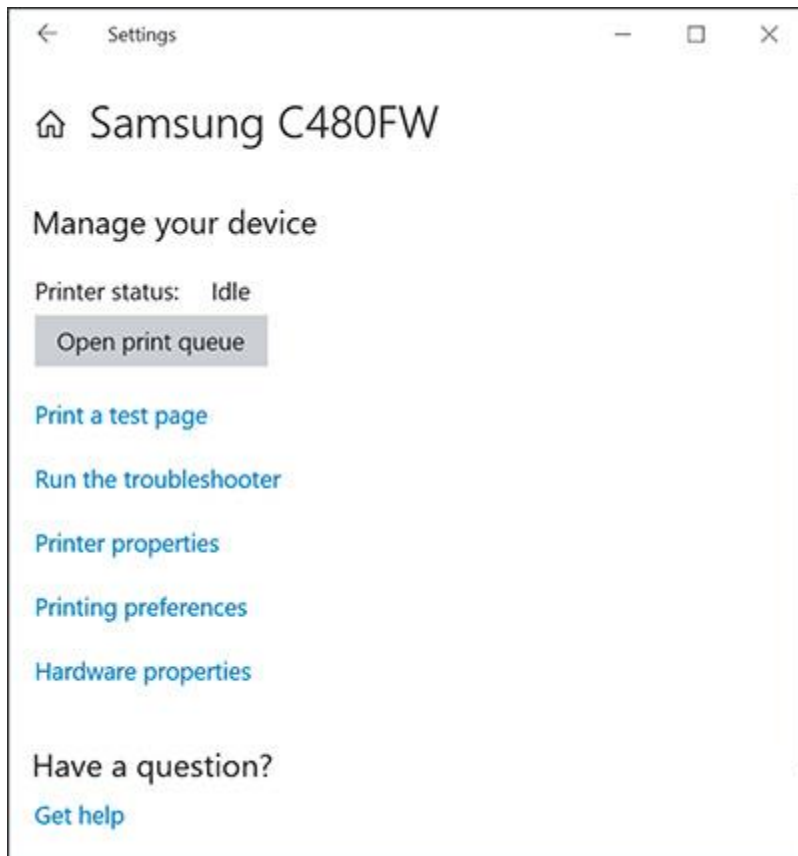 Settings
Samsung C480FW
Manage your device
Printer status: Idle
Open print queue
Print a test page
Run the troubleshooter
Printer properties
Printing preferences
Hardware properties
Have a question?
Get help